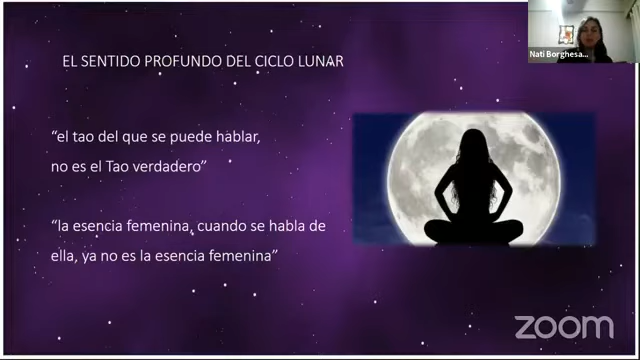 Nati Borghesa...
EL SENTIDO PROFUNDO DEL CICLO LUNAR
“el tao del que se puede hablar,
no es el Tao verdadero”
“la esencia femenina, cuando se habla de
ella, ya no es la esencia femenina”
zoom